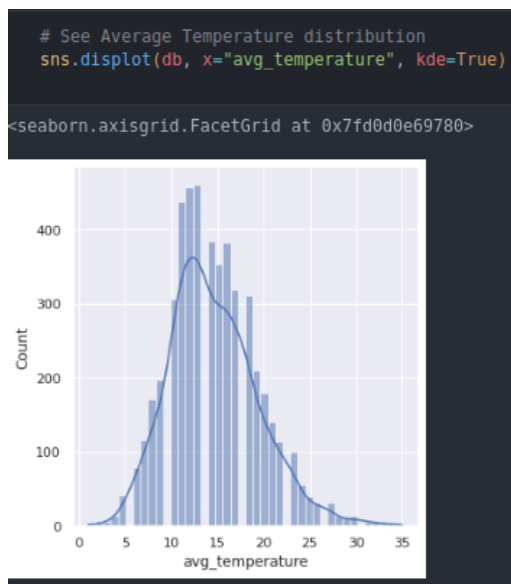 # See Average Temperature distribution
sns.displot(db, x="avg_temperature", kde=True)
<seaborn.axisgrid.FacetGrid at 0x7fd0d0e69780>
400
300
200
100
0
Count
0 5 10 15 20 25 30 35
avg_temperature